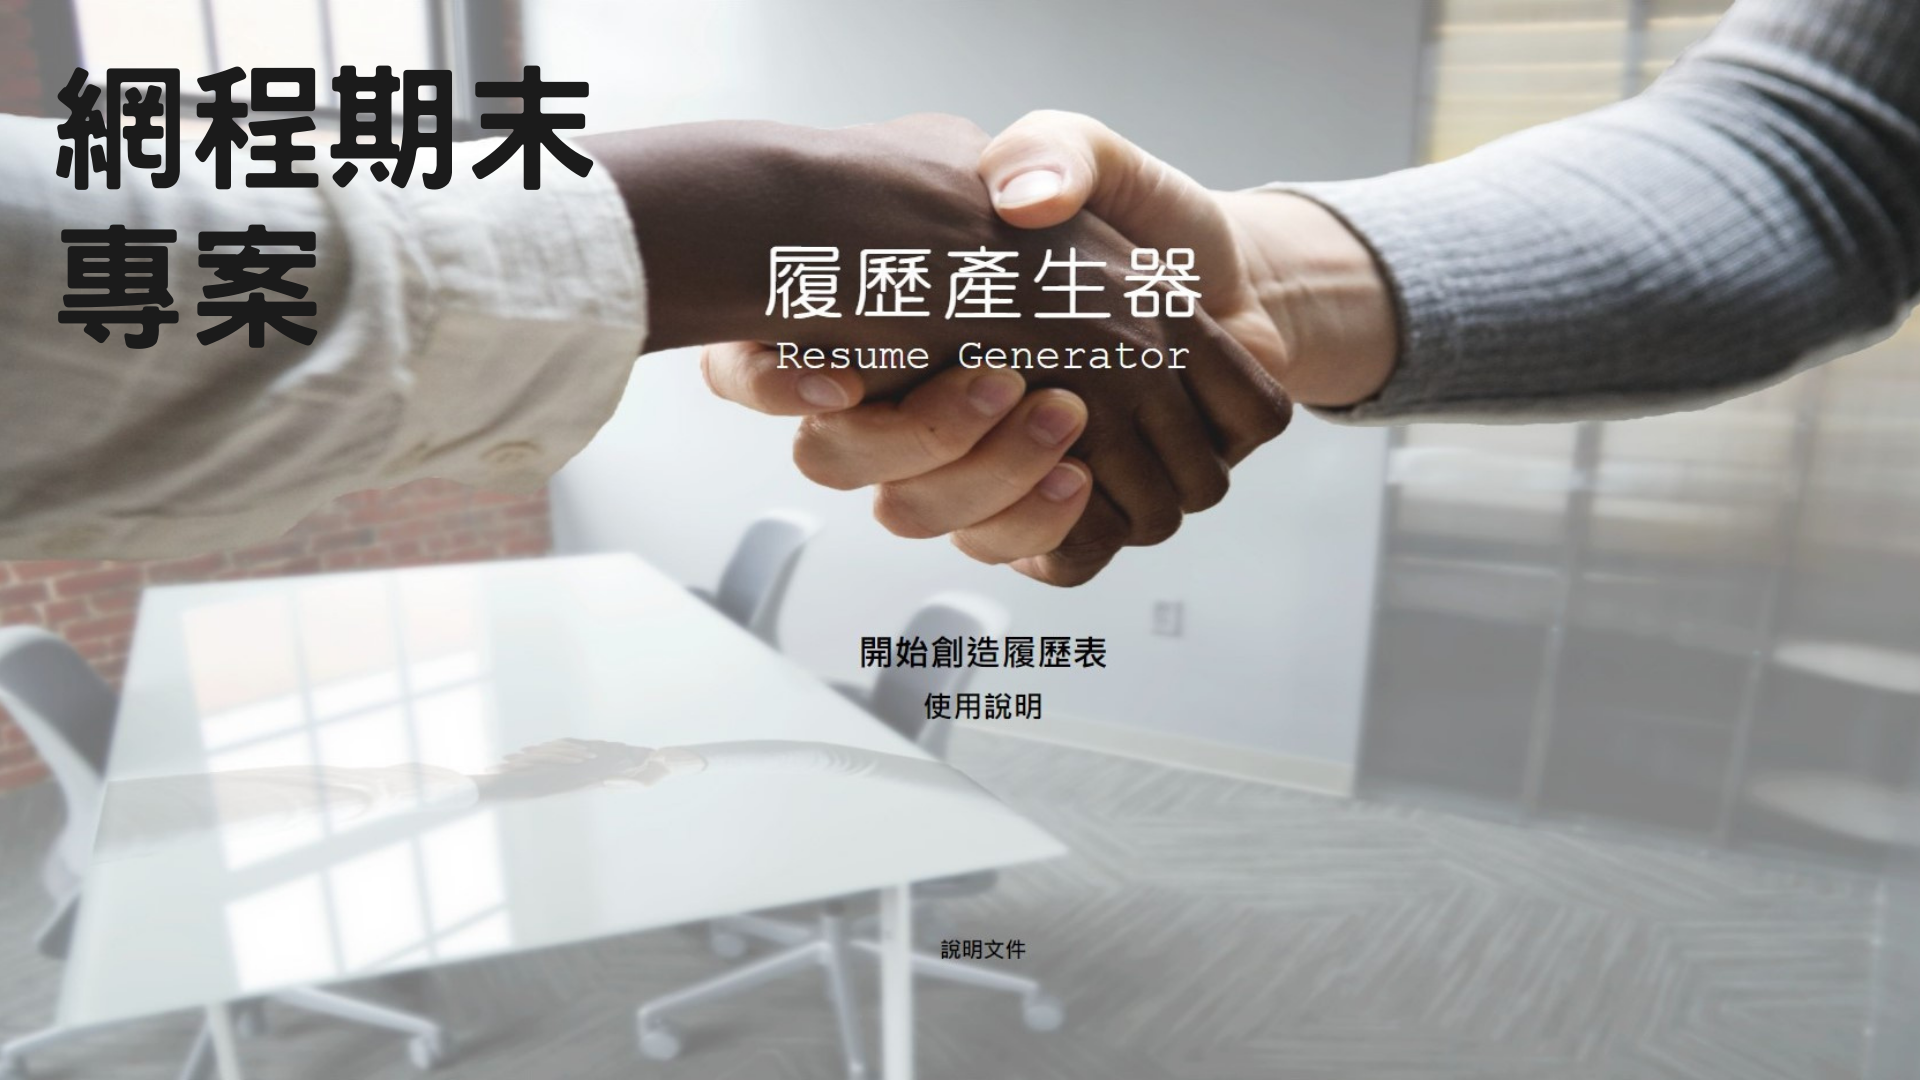 網程期末
專案
履歷產生器
Resume Generator
開始創造履歷表
使用說明
說明文件